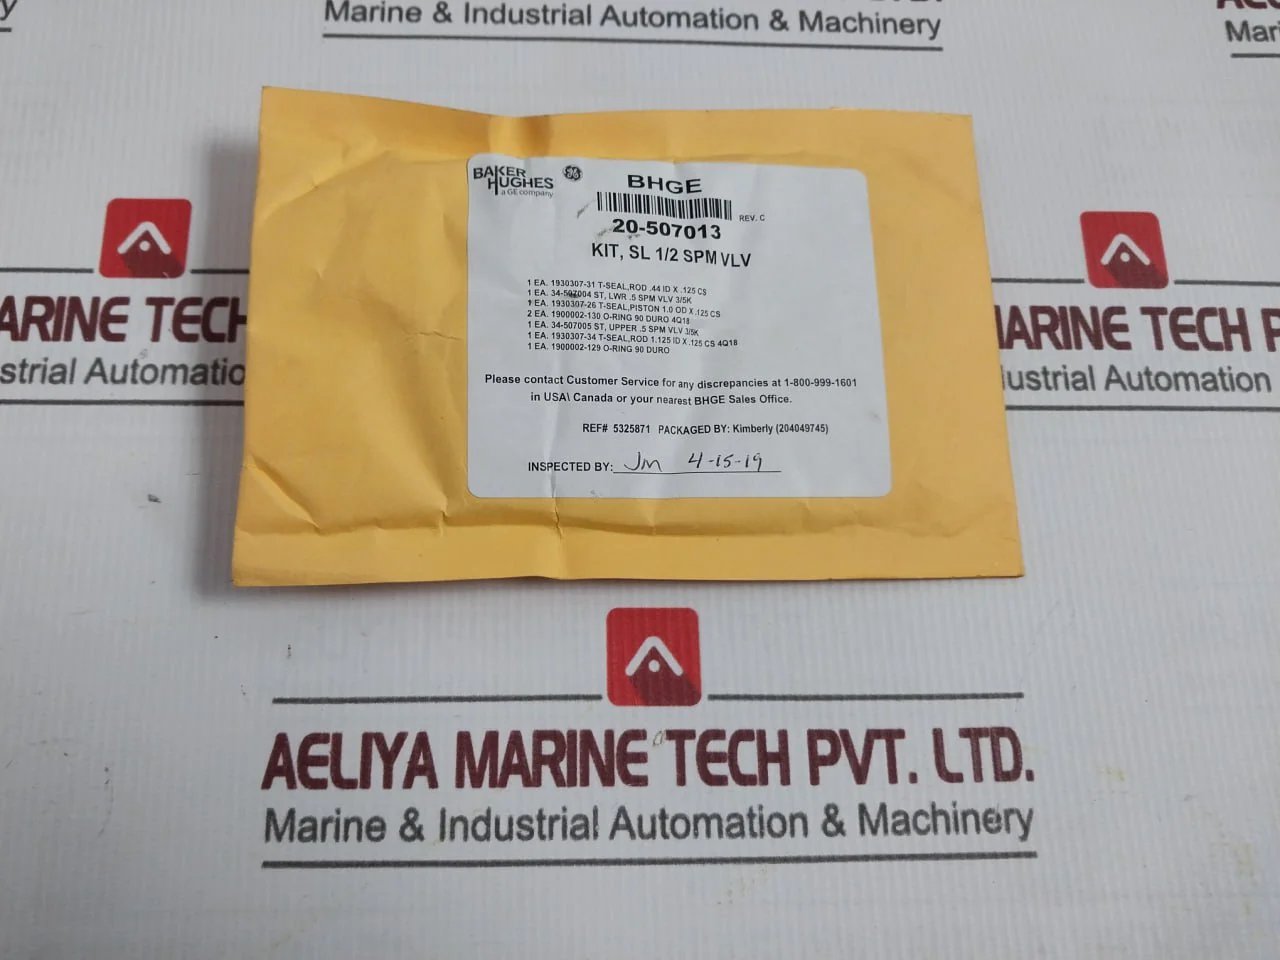 y
Marine & Industrial Automation & Machinery
Mar
BAKER
HUGHES
a GE company
BHGE
REV. C
20-507013
KIT, SL 1/2 SPM VLV
1 EA. 1930307-31 T-SEAL,ROD .44 ID X .125 CS
1 EA. 34-507004 ST, LWR .5 SPM VLV 3/5K
1 EA. 1930307-26 T-SEAL,PISTON 1.0 OD X .125 CS
2 EA. 1900002-130 O-RING 90 DURO 4Q18
1 EA. 34-507005 ST, UPPER .5 SPM VLV 3/5K
1 EA. 1930307-34 T-SEAL,ROD 1.125 ID X .125 CS 4Q18
1 EA. 1900002-129 O-RING 90 DURO
Please contact Customer Service for any discrepancies at 1-800-999-1601
in USA\ Canada or your nearest BHGE Sales Office.
REF# 5325871 PACKAGED BY: Kimberly (204049745)
INSPECTED BY: JM 4-15-19
ARINE TECH
strial Automatio
IARINE TECH P
ustrial Automation
AELIYA MARINE TECH PVT. LTD.
Marine & Industrial Automation & Machinery